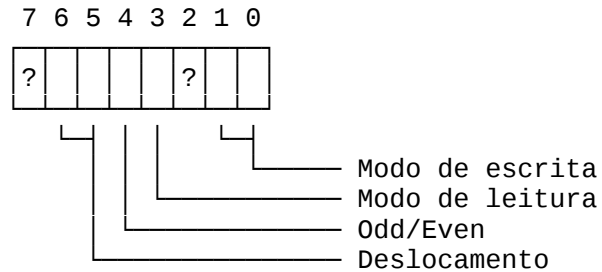 7 6 5 4 3 2 1 0
? ?
Modo de escrita
Modo de leitura
Odd/Even
Deslocamento